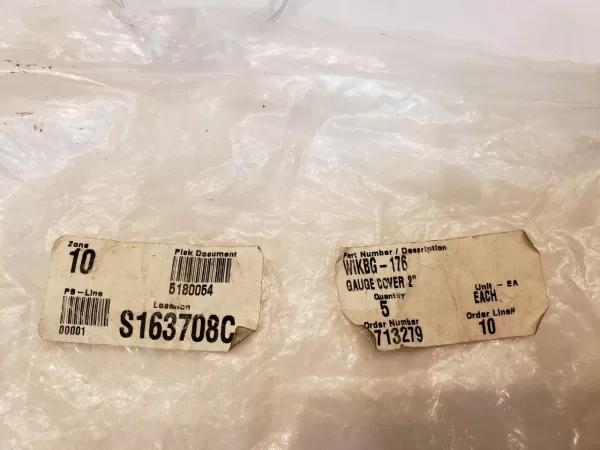 Zone
10
Pick Document
5180054
PS-Line
00001
Location
S163708C
Part Number / Description
WIKBG-176
GAUGE COVER 2"
Quantity
5
Unit - EA
EACH
Order Number
713279
Order Line#
10